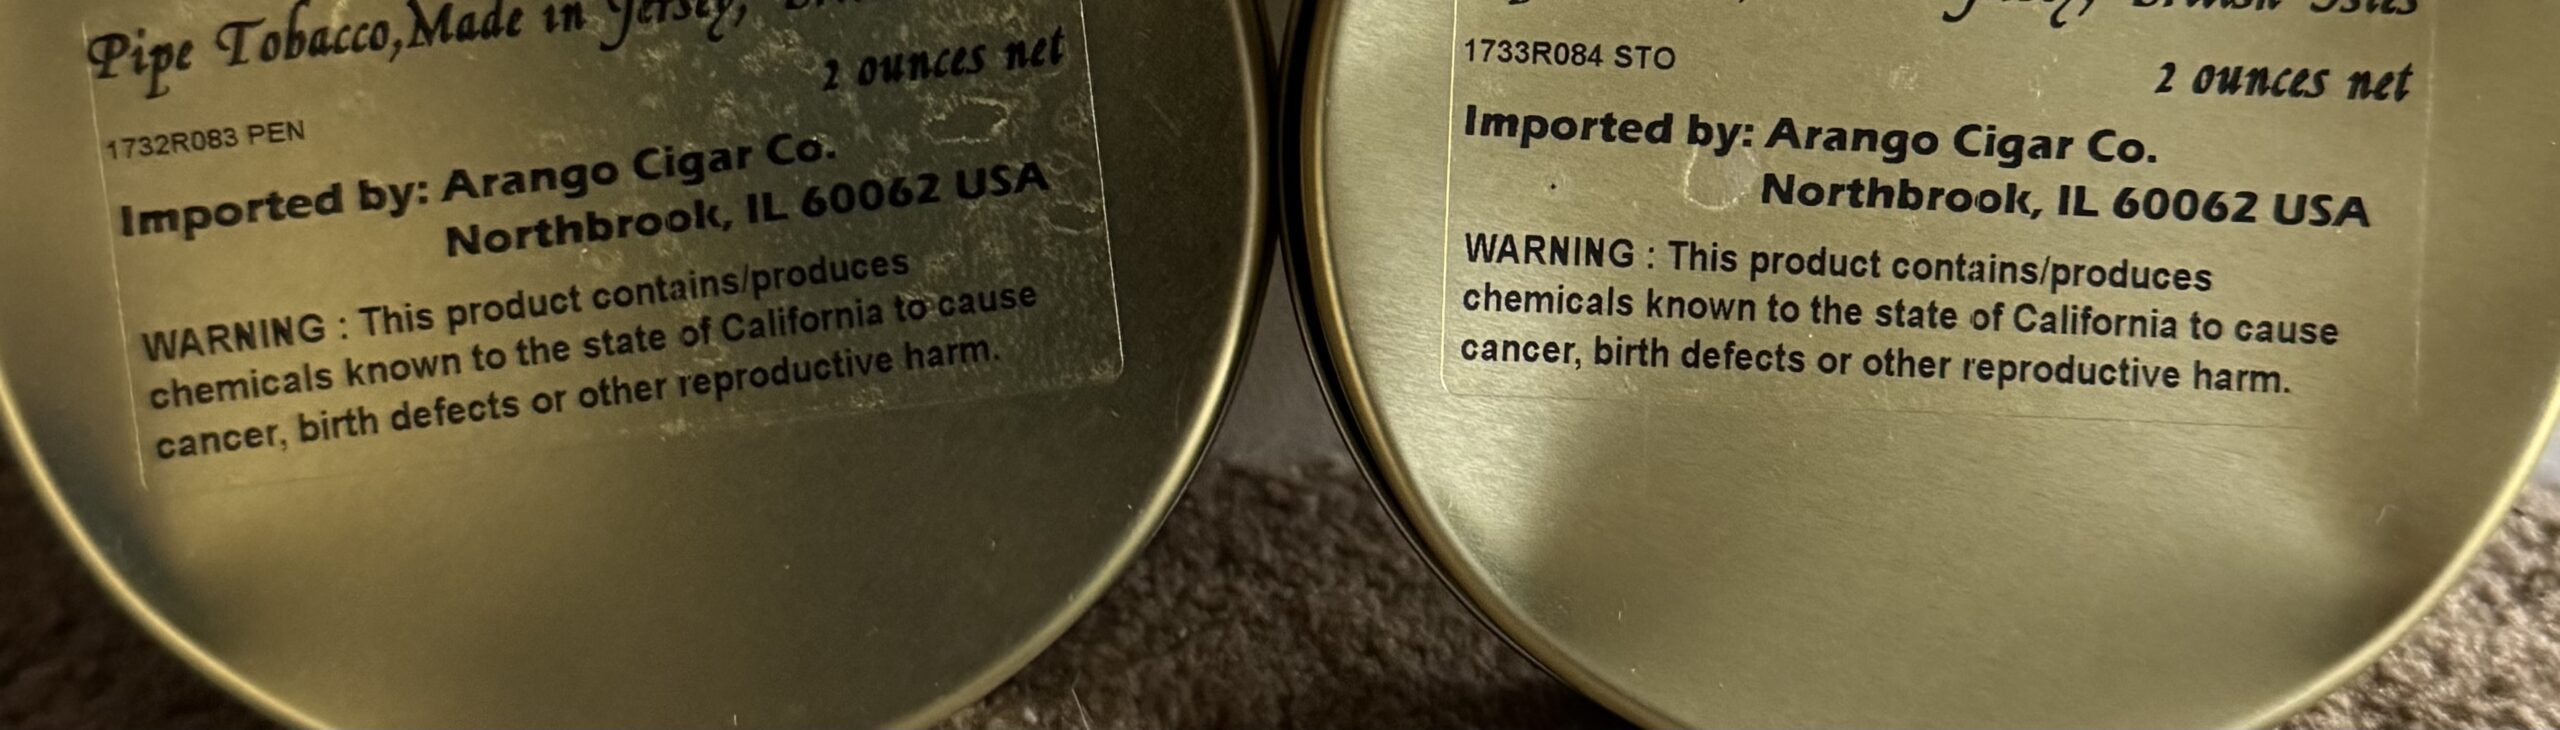 Pipe Tobacco, Made in Jersey,
2 ounces net
1732R083 PEN
Imported by: Arango Cigar Co.
Northbrook, IL 60062 USA
WARNING : This product contains/produces
chemicals known to the state of California to cause
cancer, birth defects or other reproductive harm.
1733R084 STO
2 ounces net
Imported by: Arango Cigar Co.
Northbrook, IL 60062 USA
WARNING : This product contains/produces
chemicals known to the state of California to cause
cancer, birth defects or other reproductive harm.